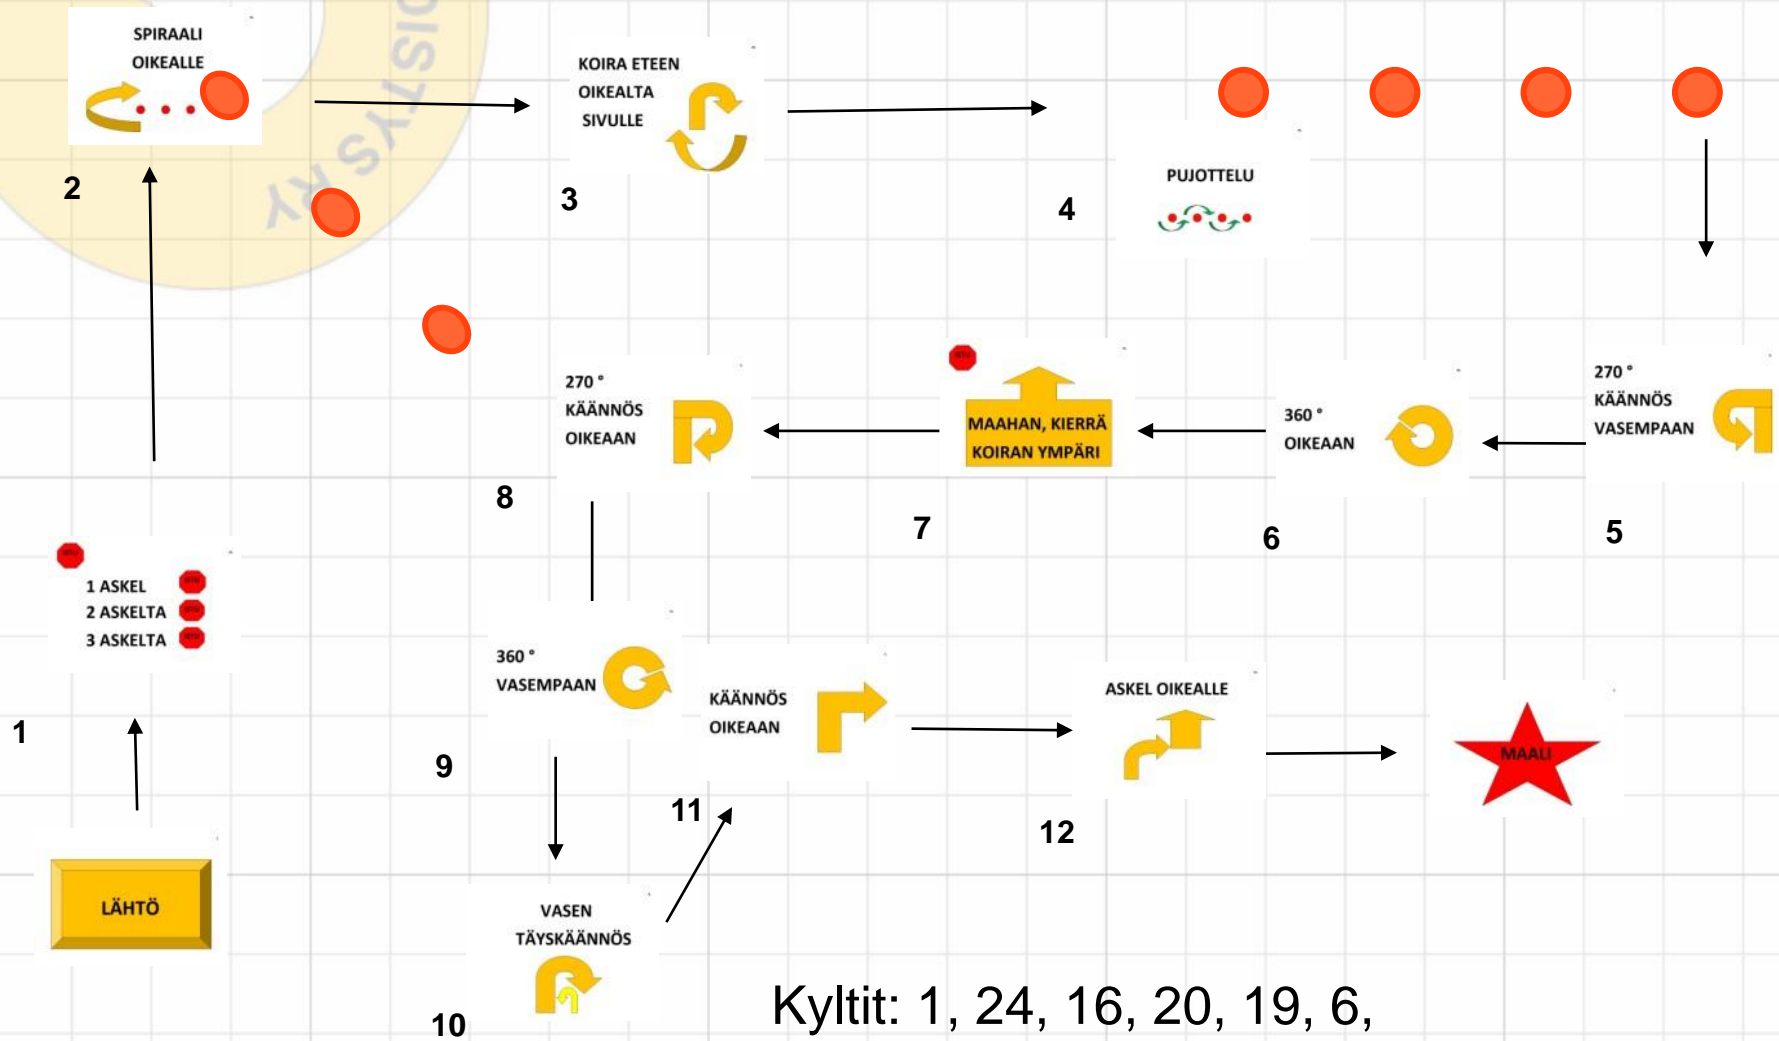 OISTYS RY
SPIRAALI
OIKEALLE
2
KOIRA ETEEN
OIKEALTA
SIVULLE
3
4
PUJOTTELU
270 °
KÄÄNNÖS
VASEMPAAN
5
360 °
OIKEAAN
6
MAAHAN, KIERRÄ
KOIRAN YMPÄRI
7
270 °
KÄÄNNÖS
OIKEAAN
8
1 ASKEL
2 ASKELTA
3 ASKELTA
1
LÄHTÖ
360 °
VASEMPAAN
9
VASEN
TÄYSKÄÄNNÖS
10
KÄÄNNÖS
OIKEAAN
11
ASKEL OIKEALLE
12
MAALI
Kyltit: 1, 24, 16, 20, 19, 6,